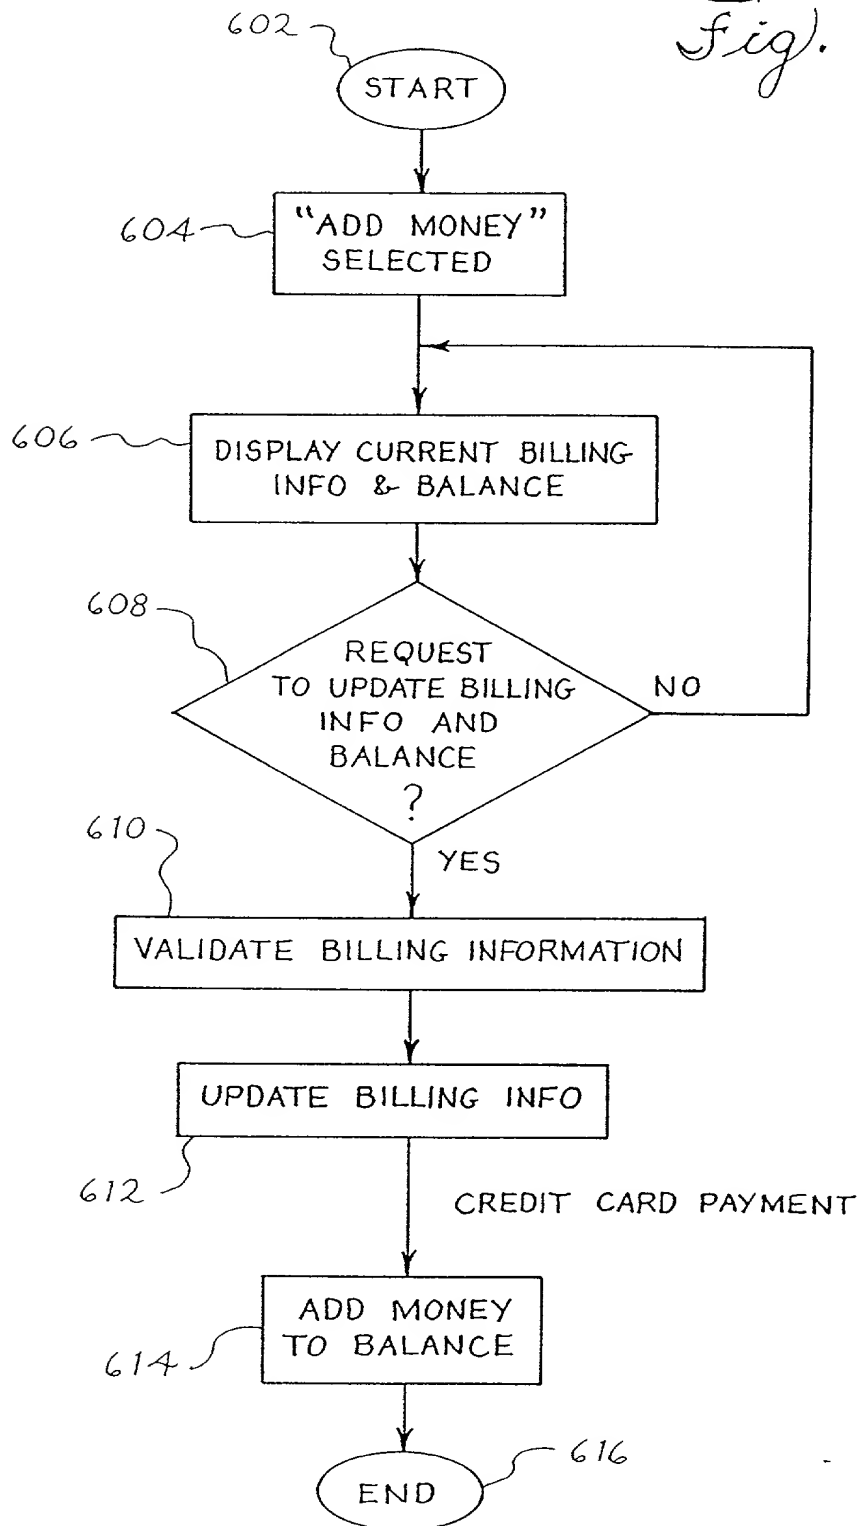 Fig.
602
START
604
"ADD MONEY"
SELECTED
606
DISPLAY CURRENT BILLING
INFO & BALANCE
608
REQUEST
TO UPDATE BILLING
INFO AND
BALANCE
?
NO
610
YES
VALIDATE BILLING INFORMATION
UPDATE BILLING INFO
612
CREDIT CARD PAYMENT
ADD MONEY
TO BALANCE
614
616
END